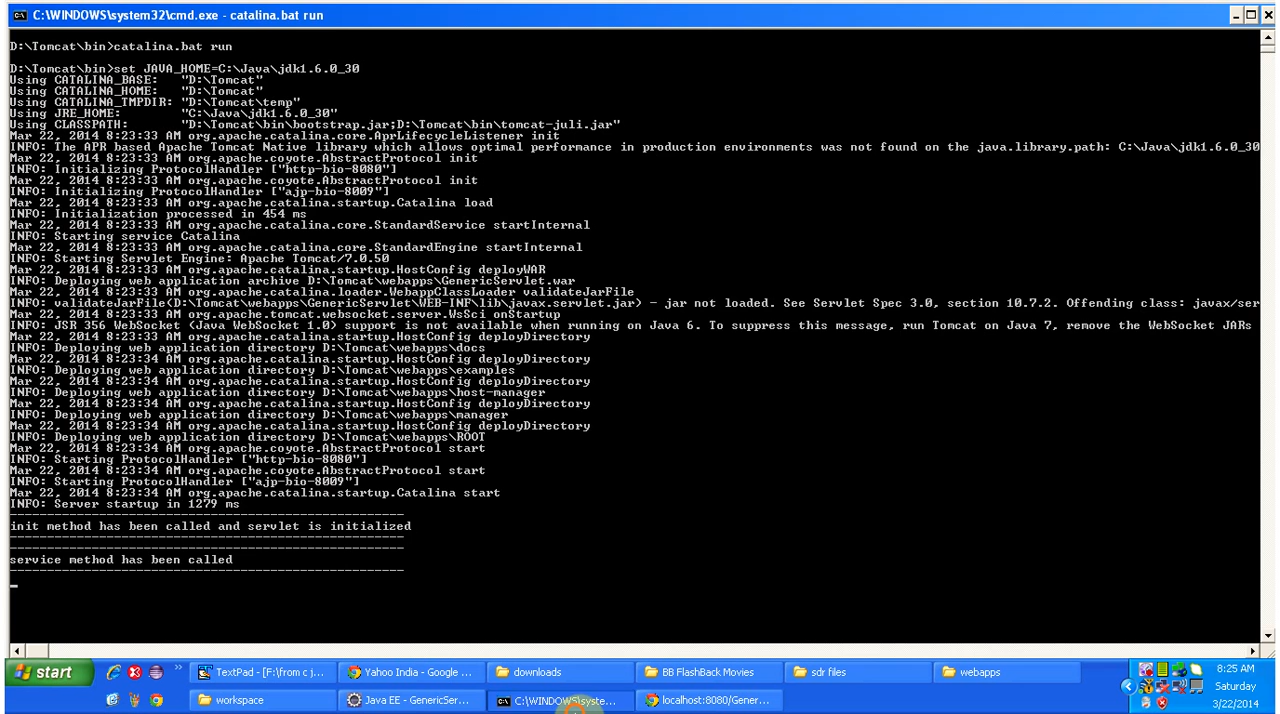 C:\WINDOWS\system32\cmd.exe - catalina.bat run
D:\Tomcat\bin>catalina.bat run
D:\Tomcat\bin>set JAVA_HOME=C:\Java\jdk1.6.0_30
Using CATALINA_BASE:   "D:\Tomcat"
Using CATALINA_HOME:   "D:\Tomcat"
Using CATALINA_TMPDIR: "D:\Tomcat\temp"
Using JRE_HOME:        "C:\Java\jdk1.6.0_30"
Using CLASSPATH:       "D:\Tomcat\bin\bootstrap.jar;D:\Tomcat\bin\tomcat-juli.jar"
Mar 22, 2014 8:23:33 AM org.apache.catalina.core.AprLifecycleListener init
INFO: The APR based Apache Tomcat Native library which allows optimal performance in production environments was not found on the java.library.path: C:\Java\jdk1.6.0_30
Mar 22, 2014 8:23:33 AM org.apache.coyote.AbstractProtocol init
INFO: Initializing ProtocolHandler ["http-bio-8080"]
Mar 22, 2014 8:23:33 AM org.apache.coyote.AbstractProtocol init
INFO: Initializing ProtocolHandler ["ajp-bio-8009"]
Mar 22, 2014 8:23:33 AM org.apache.catalina.startup.Catalina load
INFO: Initialization processed in 454 ms
Mar 22, 2014 8:23:33 AM org.apache.catalina.core.StandardService startInternal
INFO: Starting service Catalina
Mar 22, 2014 8:23:33 AM org.apache.catalina.core.StandardEngine startInternal
INFO: Starting Servlet Engine: Apache Tomcat/7.0.50
Mar 22, 2014 8:23:33 AM org.apache.catalina.startup.HostConfig deployWAR
INFO: Deploying web application archive D:\Tomcat\webapps\GenericServlet.war
Mar 22, 2014 8:23:33 AM org.apache.catalina.loader.WebappClassLoader validateJarFile
INFO: validateJarFile(D:\Tomcat\webapps\GenericServlet\WEB-INF\lib\javax.servlet.jar) - jar not loaded. See Servlet Spec 3.0, section 10.7.2. Offending class: javax/ser
Mar 22, 2014 8:23:33 AM org.apache.tomcat.websocket.server.WsSci onStartup
INFO: JSR 356 WebSocket (Java WebSocket 1.0) support is not available when running on Java 6. To suppress this message, run Tomcat on Java 7, remove the WebSocket JARs
Mar 22, 2014 8:23:33 AM org.apache.catalina.startup.HostConfig deployDirectory
INFO: Deploying web application directory D:\Tomcat\webapps\docs
Mar 22, 2014 8:23:34 AM org.apache.catalina.startup.HostConfig deployDirectory
INFO: Deploying web application directory D:\Tomcat\webapps\examples
Mar 22, 2014 8:23:34 AM org.apache.catalina.startup.HostConfig deployDirectory
INFO: Deploying web application directory D:\Tomcat\webapps\host-manager
Mar 22, 2014 8:23:34 AM org.apache.catalina.startup.HostConfig deployDirectory
INFO: Deploying web application directory D:\Tomcat\webapps\manager
Mar 22, 2014 8:23:34 AM org.apache.catalina.startup.HostConfig deployDirectory
INFO: Deploying web application directory D:\Tomcat\webapps\ROOT
Mar 22, 2014 8:23:34 AM org.apache.coyote.AbstractProtocol start
INFO: Starting ProtocolHandler ["http-bio-8080"]
Mar 22, 2014 8:23:34 AM org.apache.coyote.AbstractProtocol start
INFO: Starting ProtocolHandler ["ajp-bio-8009"]
Mar 22, 2014 8:23:34 AM org.apache.catalina.startup.Catalina start
INFO: Server startup in 1279 ms
-----------------------------------------------------
init method has been called and servlet is initialized
-----------------------------------------------------
-----------------------------------------------------
service method has been called
-----------------------------------------------------
start
TextPad - [F:\from c j...
Yahoo India - Google ...
downloads
BB FlashBack Movies
sdr files
webapps
8:25 AM
workspace
Java EE - GenericSer...
C:\WINDOWS\syste...
localhost:8080/Gener...
Saturday
3/22/2014